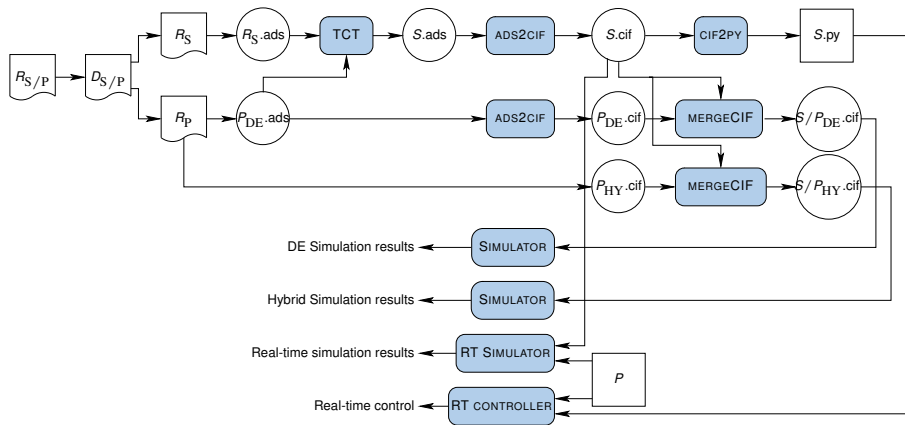 R_S/P
D_S/P
R_S
R_S.ads
TCT
S.ads
ADS2CIF
S.cif
CIF2PY
S.py
R_P
P_DE.ads
ADS2CIF
P_DE.cif
MERGECIF
S/P_DE.cif
P_HY.cif
MERGECIF
S/P_HY.cif
DE Simulation results
SIMULATOR
Hybrid Simulation results
SIMULATOR
Real-time simulation results
RT SIMULATOR
P
Real-time control
RT CONTROLLER